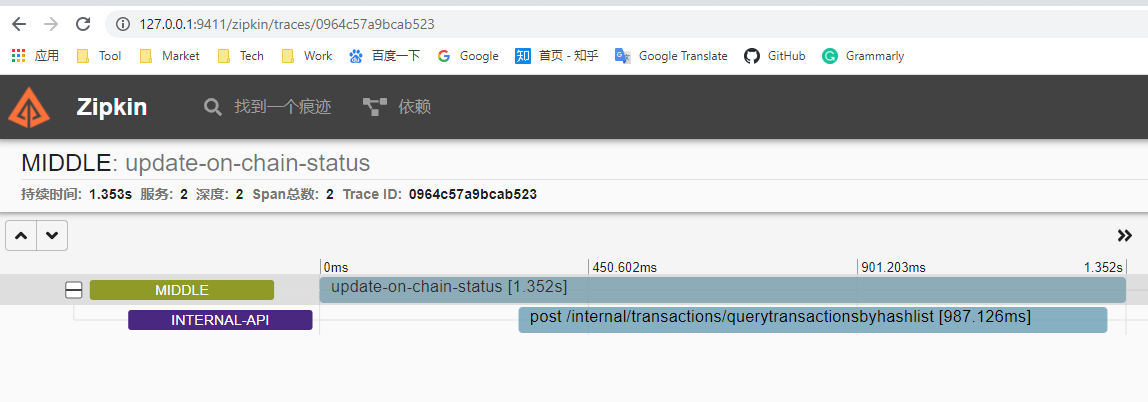 127.0.0.1:9411/zipkin/traces/0964c57a9bcab523
应用 Tool Market Tech Work 百度一下 Google 知 首页 - 知乎 Google Translate GitHub Grammarly
Zipkin 找到一个痕迹 依赖
MIDDLE: update-on-chain-status
持续时间: 1.353s 服务: 2 深度: 2 Span总数: 2 Trace ID: 0964c57a9bcab523
0ms 450.602ms 901.203ms 1.352s
MIDDLE update-on-chain-status [1.352s]
INTERNAL-API post /internal/transactions/querytransactionsbyhashlist [987.126ms]